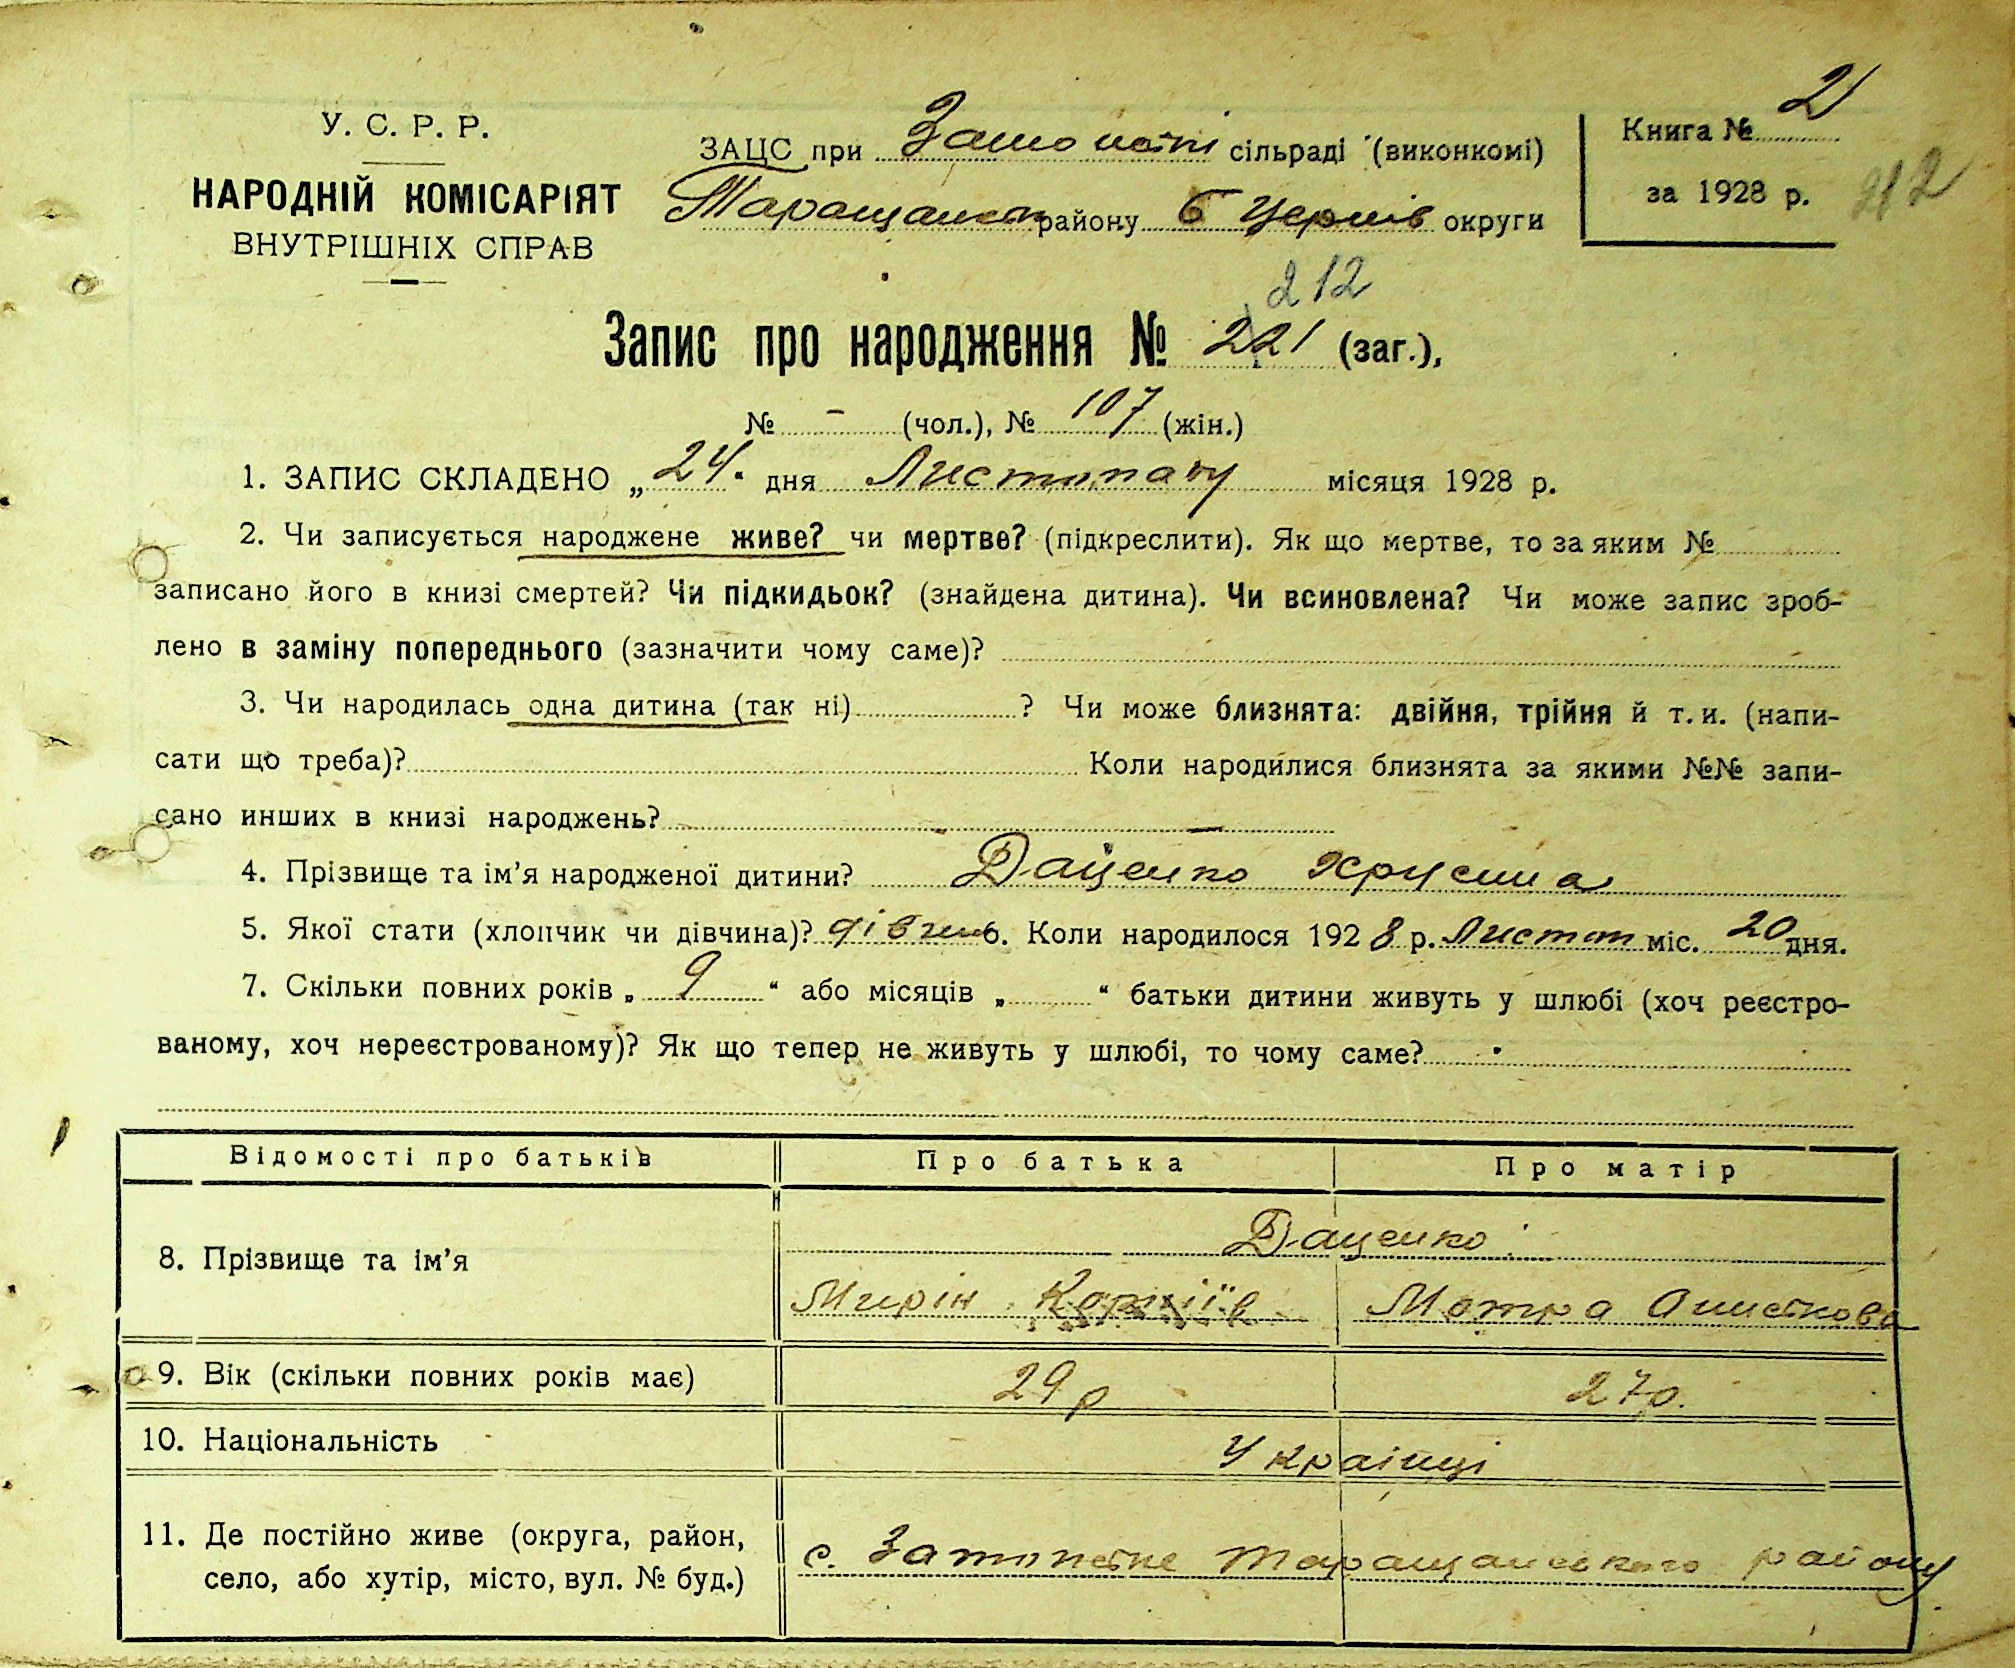 У. С. Р. Р.
НАРОДНІЙ КОМІСАРІЯТ
ВНУТРІШНІХ СПРАВ
ЗАЦС при сільраді (виконкомі)
Таращанськ району Б Церків округи
Книга № 2
за 1928 р. 212
212
Запис про народження № 221 (заг.),
№ - (чол.), № 107 (жін.)
1. ЗАПИС СКЛАДЕНО „24“ дня Листопаду місяця 1928 р.
2. Чи записується народжене живе? чи мертве? (підкреслити). Як що мертве, то за яким №
записано його в книзі смертей? Чи підкидьок? (знайдена дитина). Чи всиновлена? Чи може запис зроб-
лено в заміну попереднього (зазначити чому саме)?
3. Чи народилась одна дитина (так ні) ? Чи може близнята: двійня, трійня й т. и. (напи-
сати що треба)? Коли народилися близнята за якими №№ запи-
сано инших в книзі народжень? —
4. Прізвище та ім’я народженої дитини? Даценко Хрусина
5. Якої стати (хлопчик чи дівчина)? дівчин 6. Коли народилося 1928 р. Листоп міс. 20 дня.
7. Скільки повних років „ 9 “ або місяців „ “ батьки дитини живуть у шлюбі (хоч реєстро-
ваному, хоч нереєстрованому)? Як що тепер не живуть у шлюбі, то чому саме?
Відомості про батьків Про батька Про матір
8. Прізвище та ім’я Даценко
Мирін Корніїв Мотра
9. Вік (скільки повних років має) 29 р 27 р.
10. Національність Українці
11. Де постійно живе (округа, район,
село, або хутір, місто, вул. № буд.)
с. Таращанського району